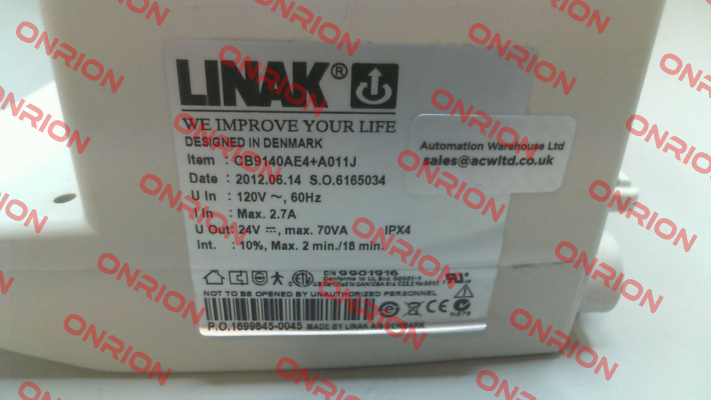 LINAK®
WE IMPROVE YOUR LIFE
DESIGNED IN DENMARK
Item : CB9140AE4+A011J
Date : 2012.06.14 S.O.6165034
U In : 120V ~, 60Hz
I In : Max. 2.7A
U Out: 24V ⎓, max. 70VA IPX4
Int. : 10%, Max. 2 min./18 min.
9901916
NOT TO BE OPENED BY UNAUTHORIZED PERSONNEL
P.O.1699845-0045 MADE BY LINAK DENMARK
Automation Warehouse Ltd
sales@acwltd.co.uk
ONRION